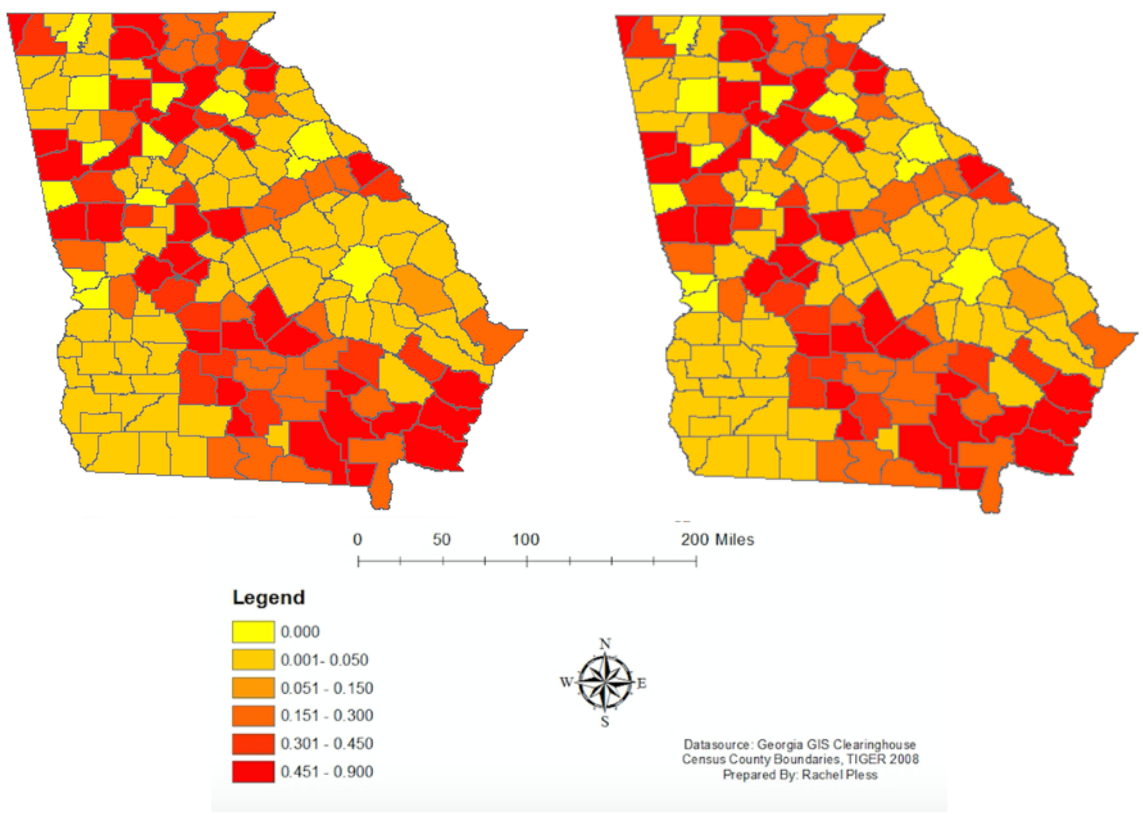 0 50 100 200 Miles
Legend
0.000
0.001- 0.050
0.051 - 0.150
0.151 - 0.300
0.301 - 0.450
0.451 - 0.900
N
W E
S
Datasource: Georgia GIS Clearinghouse
Census County Boundaries, TIGER 2008
Prepared By: Rachel Pless